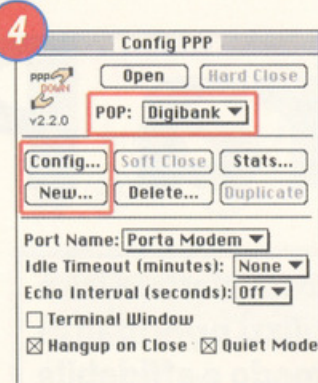 4
Config PPP
ppp
DOWN
v2.2.0
Open
Hard Close
POP: Digibank
Config...
Soft Close
Stats...
New...
Delete...
Duplicate
Port Name: Porta Modem
Idle Timeout (minutes): None
Echo Interval (seconds): Off
Terminal Window
Hangup on Close
Quiet Mode